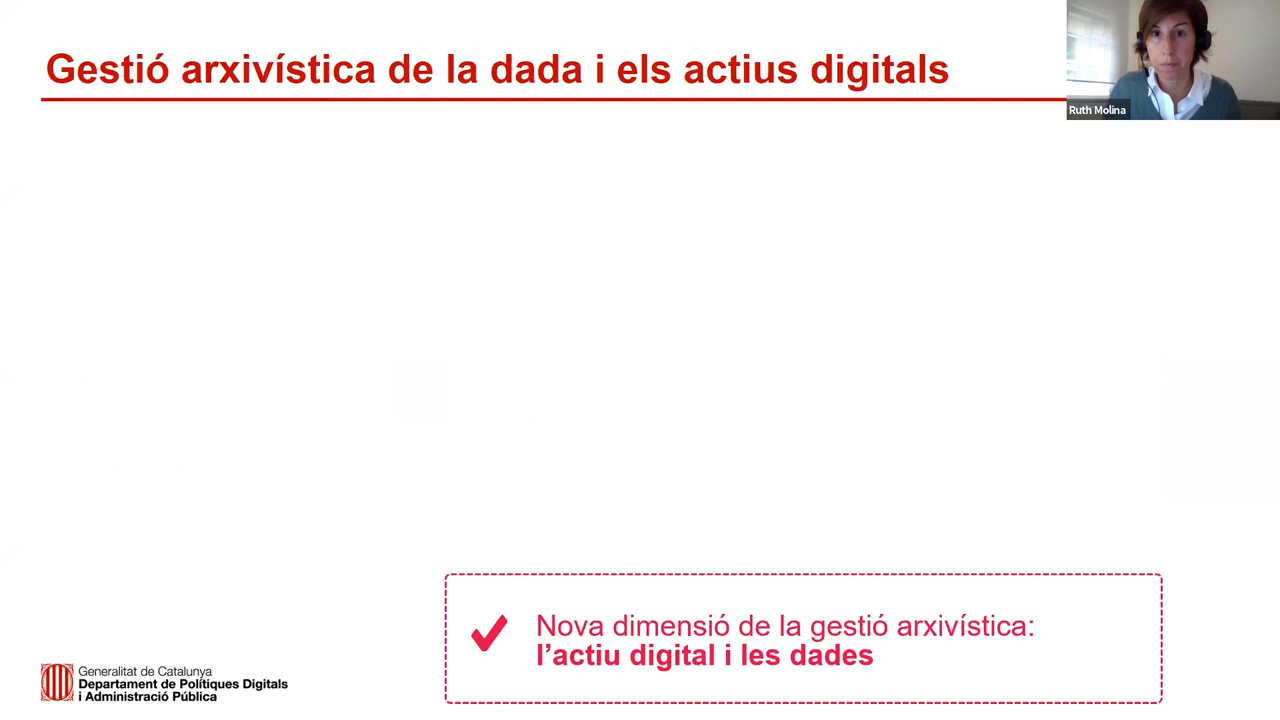 Gestió arxivística de la dada i els actius digitals
Ruth Molina
Nova dimensió de la gestió arxivística:
l’actiu digital i les dades
Generalitat de Catalunya
Departament de Polítiques Digitals
i Administració Pública